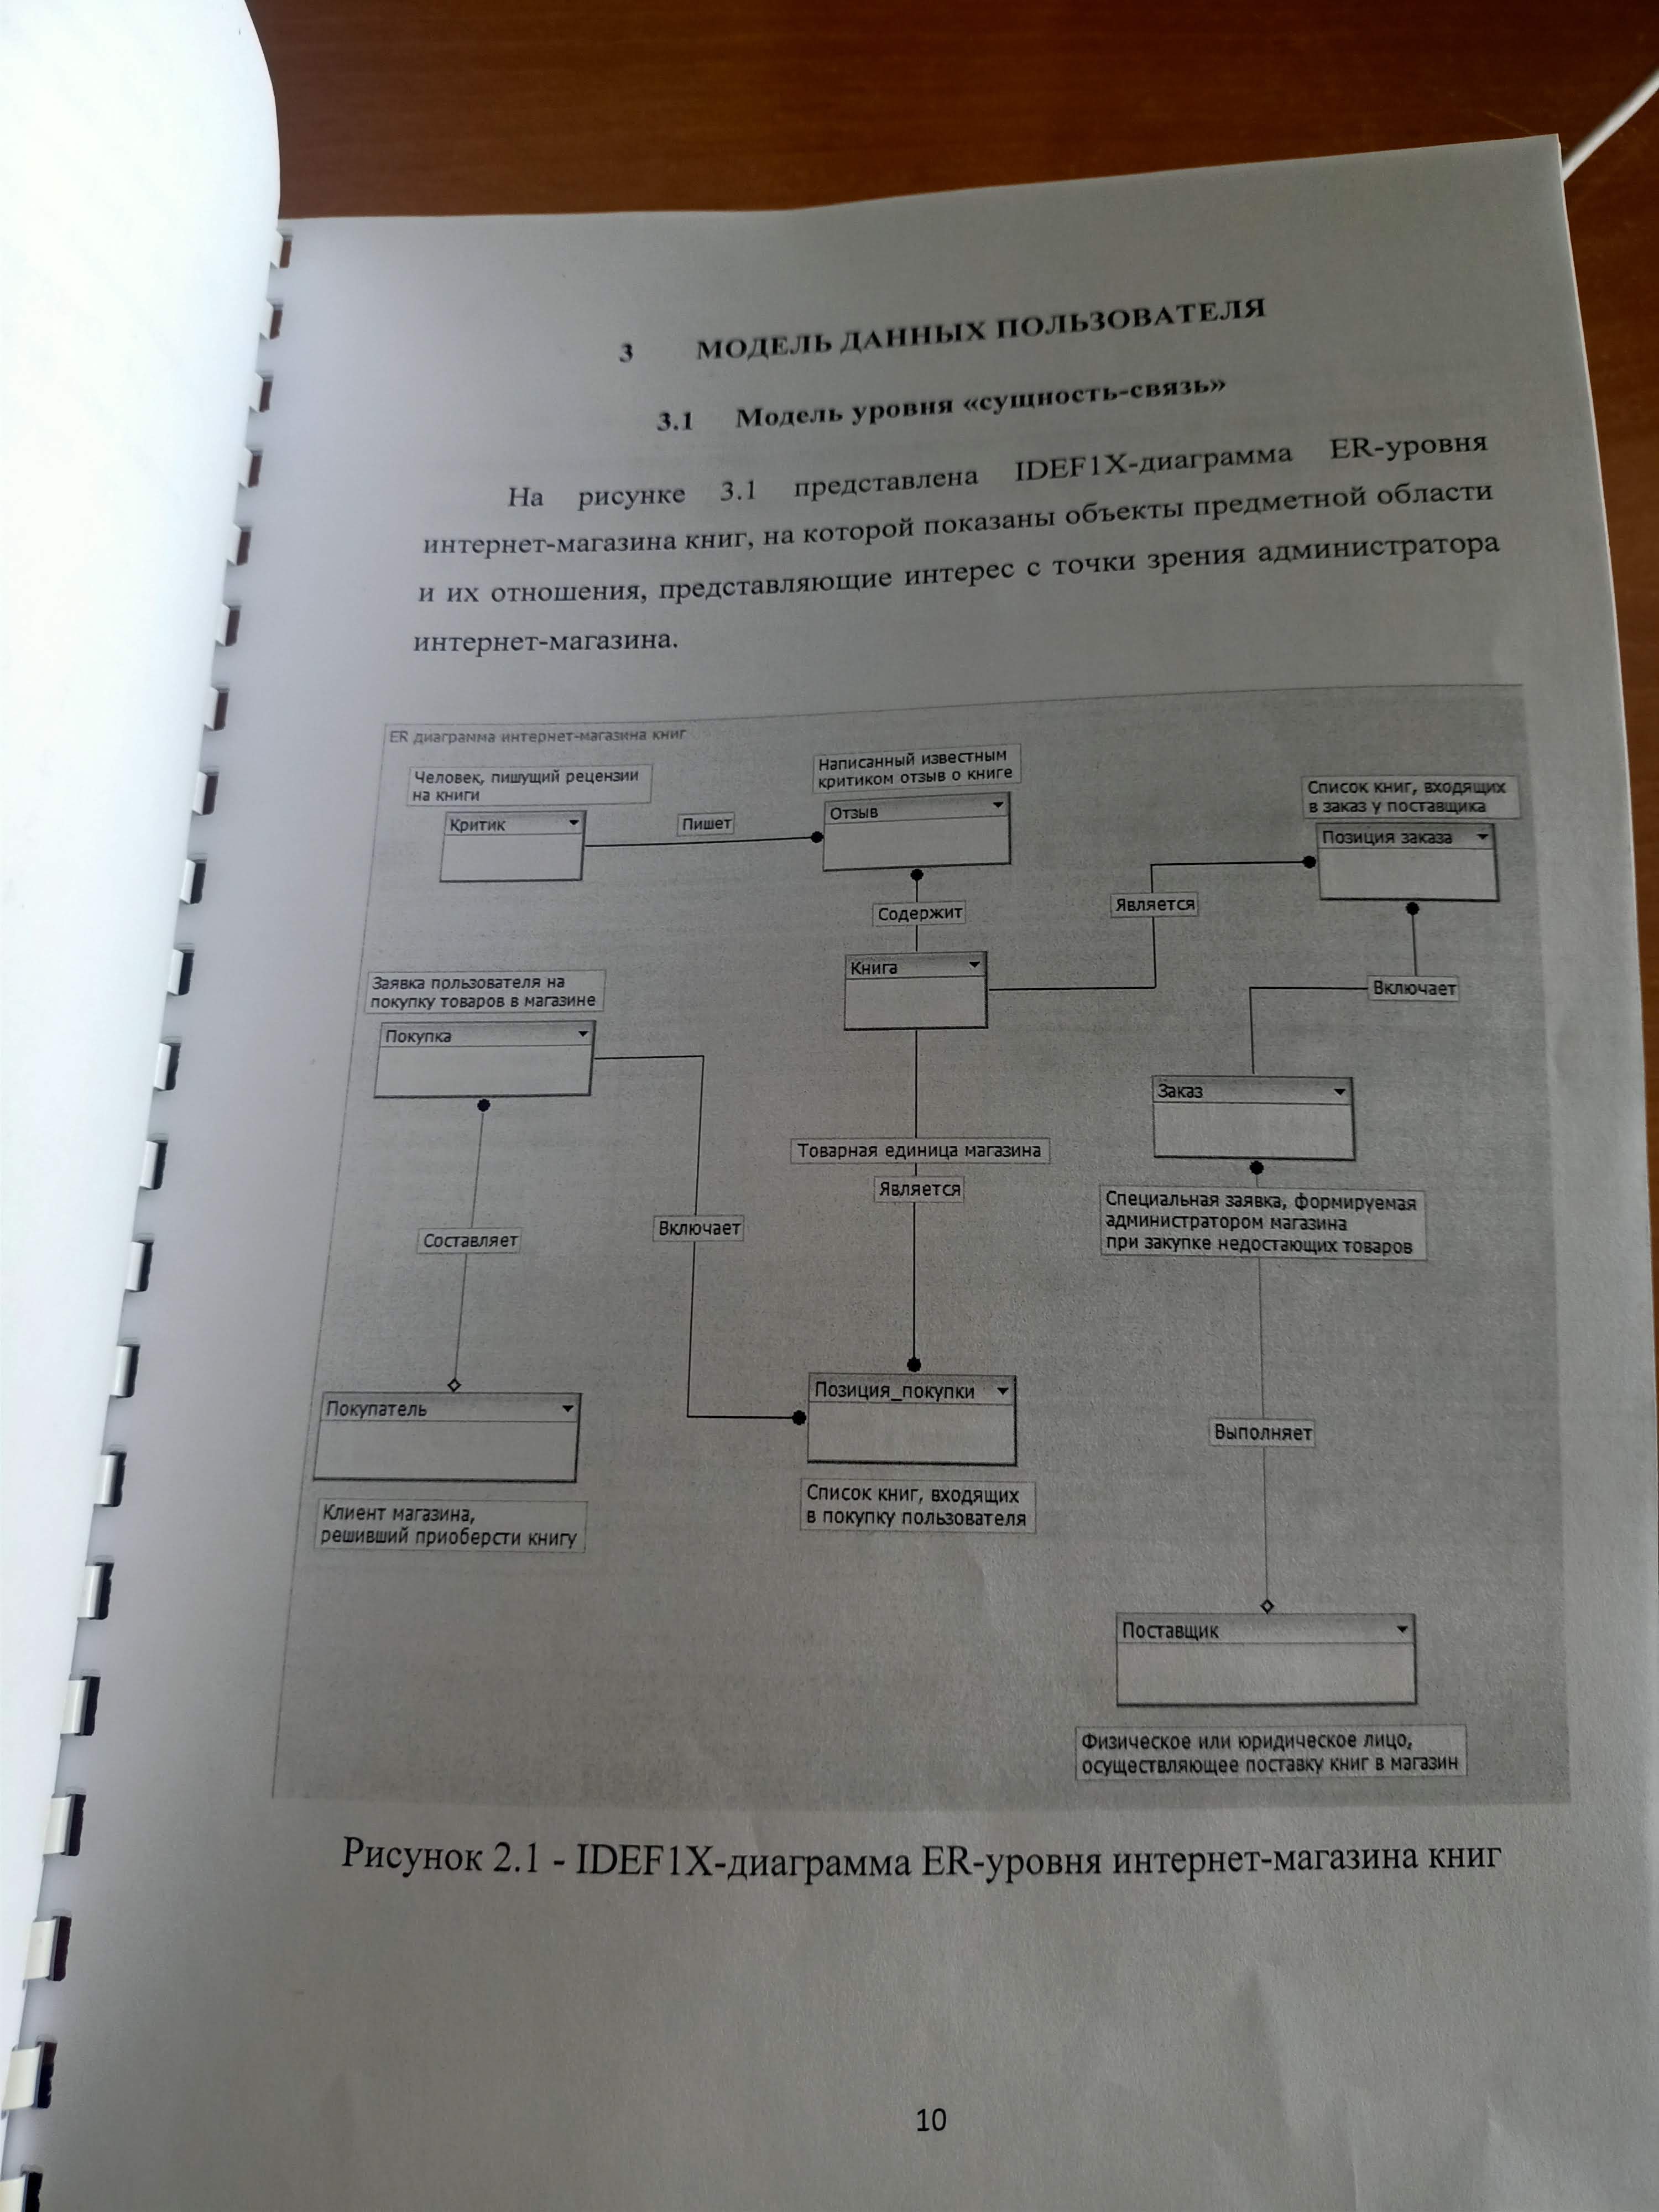 3 МОДЕЛЬ ДАННЫХ ПОЛЬЗОВАТЕЛЯ
3.1 Модель уровня «сущность-связь»
На рисунке 3.1 представлена IDEF1X-диаграмма ER-уровня
интернет-магазина книг, на которой показаны объекты предметной области
и их отношения, представляющие интерес с точки зрения администратора
интернет-магазина.
ER диаграмма интернет-магазина книг
Человек, пишущий рецензии
на книги
Критик
Пишет
Написанный известным
критиком отзыв о книге
Отзыв
Список книг, входящих
в заказ у поставщика
Позиция заказа
Содержит
Является
Книга
Включает
Заявка пользователя на
покупку товаров в магазине
Покупка
Заказ
Товарная единица магазина
Является
Специальная заявка, формируемая
администратором магазина
при закупке недостающих товаров
Составляет
Включает
Покупатель
Позиция_покупки
Выполняет
Клиент магазина,
решивший приоберсти книгу
Список книг, входящих
в покупку пользователя
Поставщик
Физическое или юридическое лицо,
осуществляющее поставку книг в магазин
Рисунок 2.1 - IDEF1X-диаграмма ER-уровня интернет-магазина книг
10